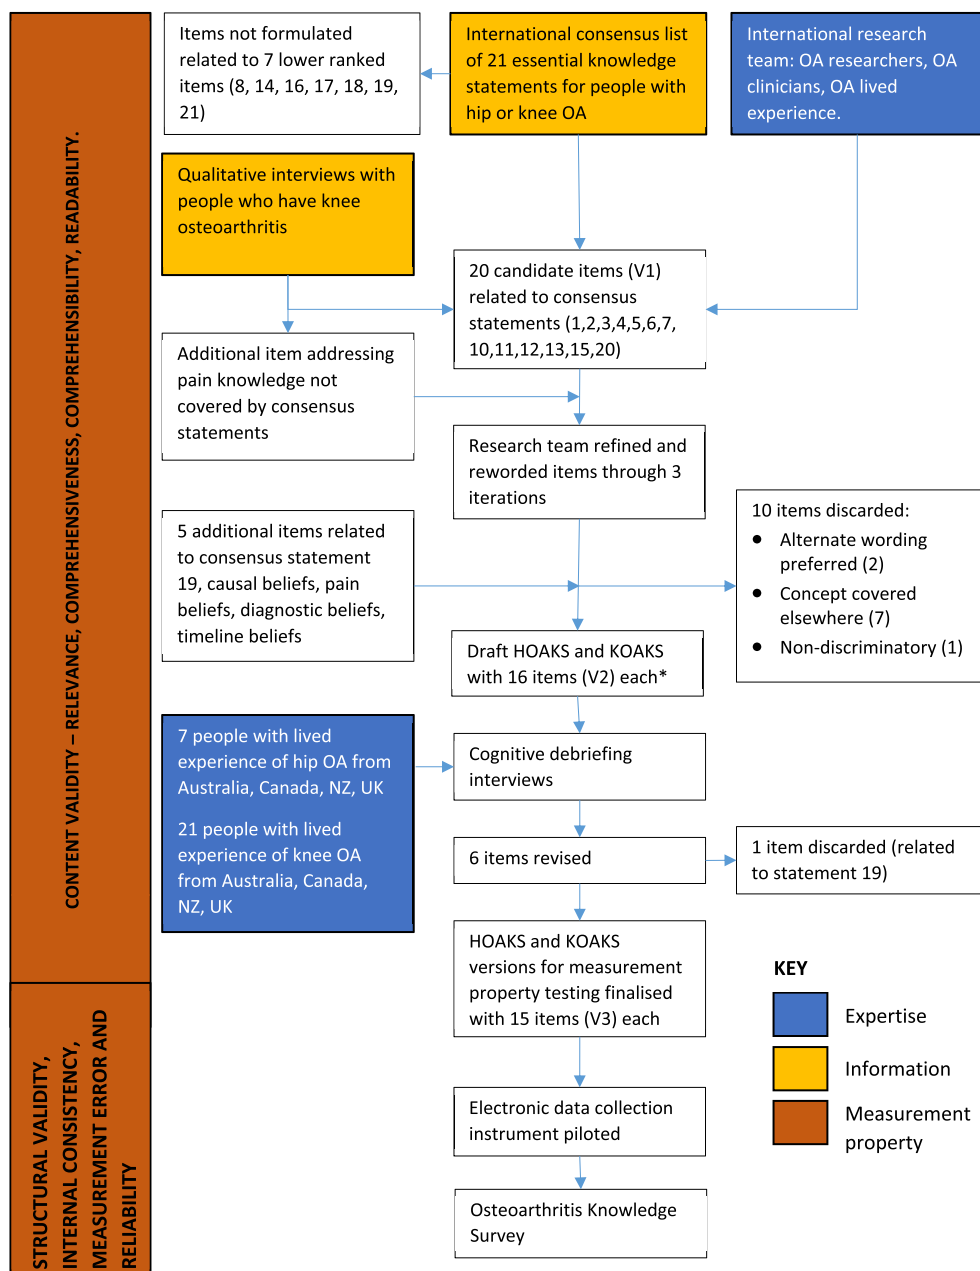 CONTENT VALIDITY – RELEVANCE, COMPREHENSIVENESS, COMPREHENSIBILITY, READABILITY.
Items not formulated
related to 7 lower ranked
items (8, 14, 16, 17, 18, 19,
21)
International consensus list
of 21 essential knowledge
statements for people with
hip or knee OA
International research
team: OA researchers, OA
clinicians, OA lived
experience.
Qualitative interviews with
people who have knee
osteoarthritis
20 candidate items (V1)
related to consensus
statements (1,2,3,4,5,6,7,
10,11,12,13,15,20)
Additional item addressing
pain knowledge not
covered by consensus
statements
Research team refined and
reworded items through 3
iterations
5 additional items related
to consensus statement
19, causal beliefs, pain
beliefs, diagnostic beliefs,
timeline beliefs
10 items discarded:
• Alternate wording
preferred (2)
• Concept covered
elsewhere (7)
• Non-discriminatory (1)
Draft HOAKS and KOAKS
with 16 items (V2) each*
7 people with lived
experience of hip OA from
Australia, Canada, NZ, UK
21 people with lived
experience of knee OA
from Australia, Canada,
NZ, UK
Cognitive debriefing
interviews
6 items revised
1 item discarded (related
to statement 19)
HOAKS and KOAKS
versions for measurement
property testing finalised
with 15 items (V3) each
KEY
Expertise
Information
Measurement
property
STRUCTURAL VALIDITY,
INTERNAL CONSISTENCY,
MEASUREMENT ERROR AND
RELIABILITY
Electronic data collection
instrument piloted
Osteoarthritis Knowledge
Survey